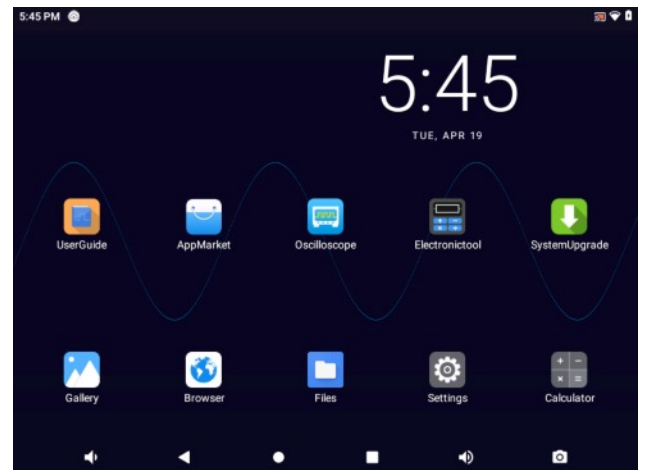 5:45 PM
5:45
TUE, APR 19
UserGuide
AppMarket
Oscilloscope
Electronictool
SystemUpgrade
Gallery
Browser
Files
Settings
Calculator